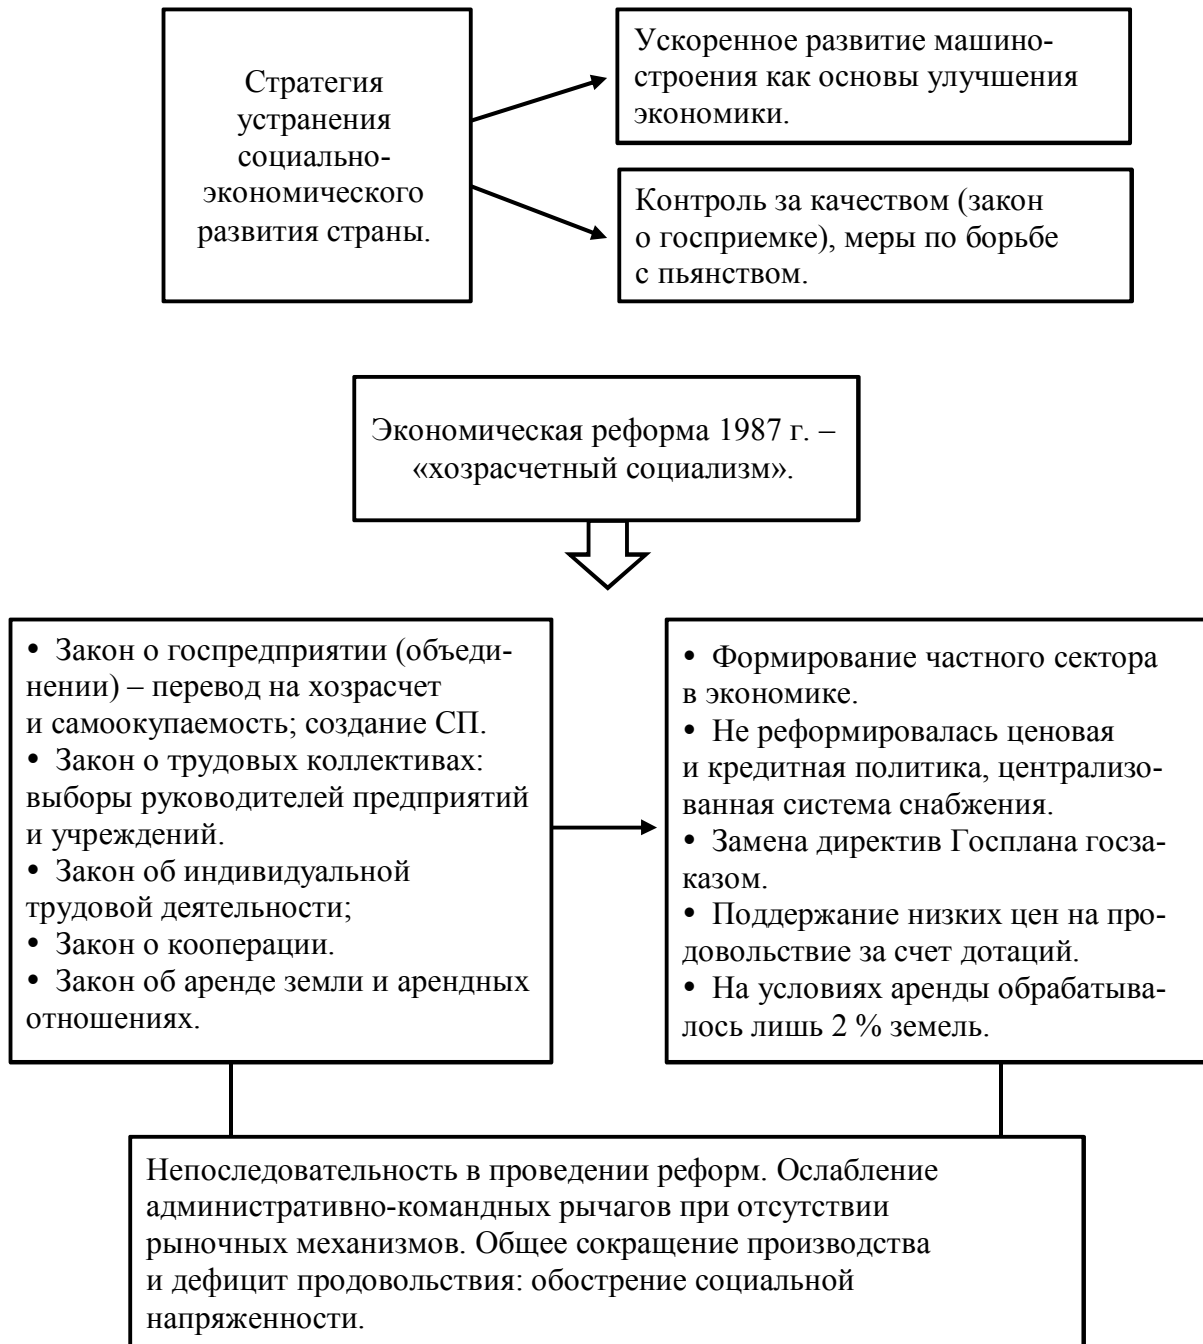 Стратегия
устранения
социально-
экономического
развития страны.
Ускоренное развитие машино-
строения как основы улучшения
экономики.
Контроль за качеством (закон
о госприемке), меры по борьбе
с пьянством.
Экономическая реформа 1987 г. –
«хозрасчетный социализм».
• Закон о госпредприятии (объеди-
нении) – перевод на хозрасчет
и самоокупаемость; создание СП.
• Закон о трудовых коллективах:
выборы руководителей предприятий
и учреждений.
• Закон об индивидуальной
трудовой деятельности;
• Закон о кооперации.
• Закон об аренде земли и арендных
отношениях.
• Формирование частного сектора
в экономике.
• Не реформировалась ценовая
и кредитная политика, централизо-
ванная система снабжения.
• Замена директив Госплана госза-
казом.
• Поддержание низких цен на про-
довольствие за счет дотаций.
• На условиях аренды обрабатыва-
лось лишь 2 % земель.
Непоследовательность в проведении реформ. Ослабление
административно-командных рычагов при отсутствии
рыночных механизмов. Общее сокращение производства
и дефицит продовольствия: обострение социальной
напряженности.